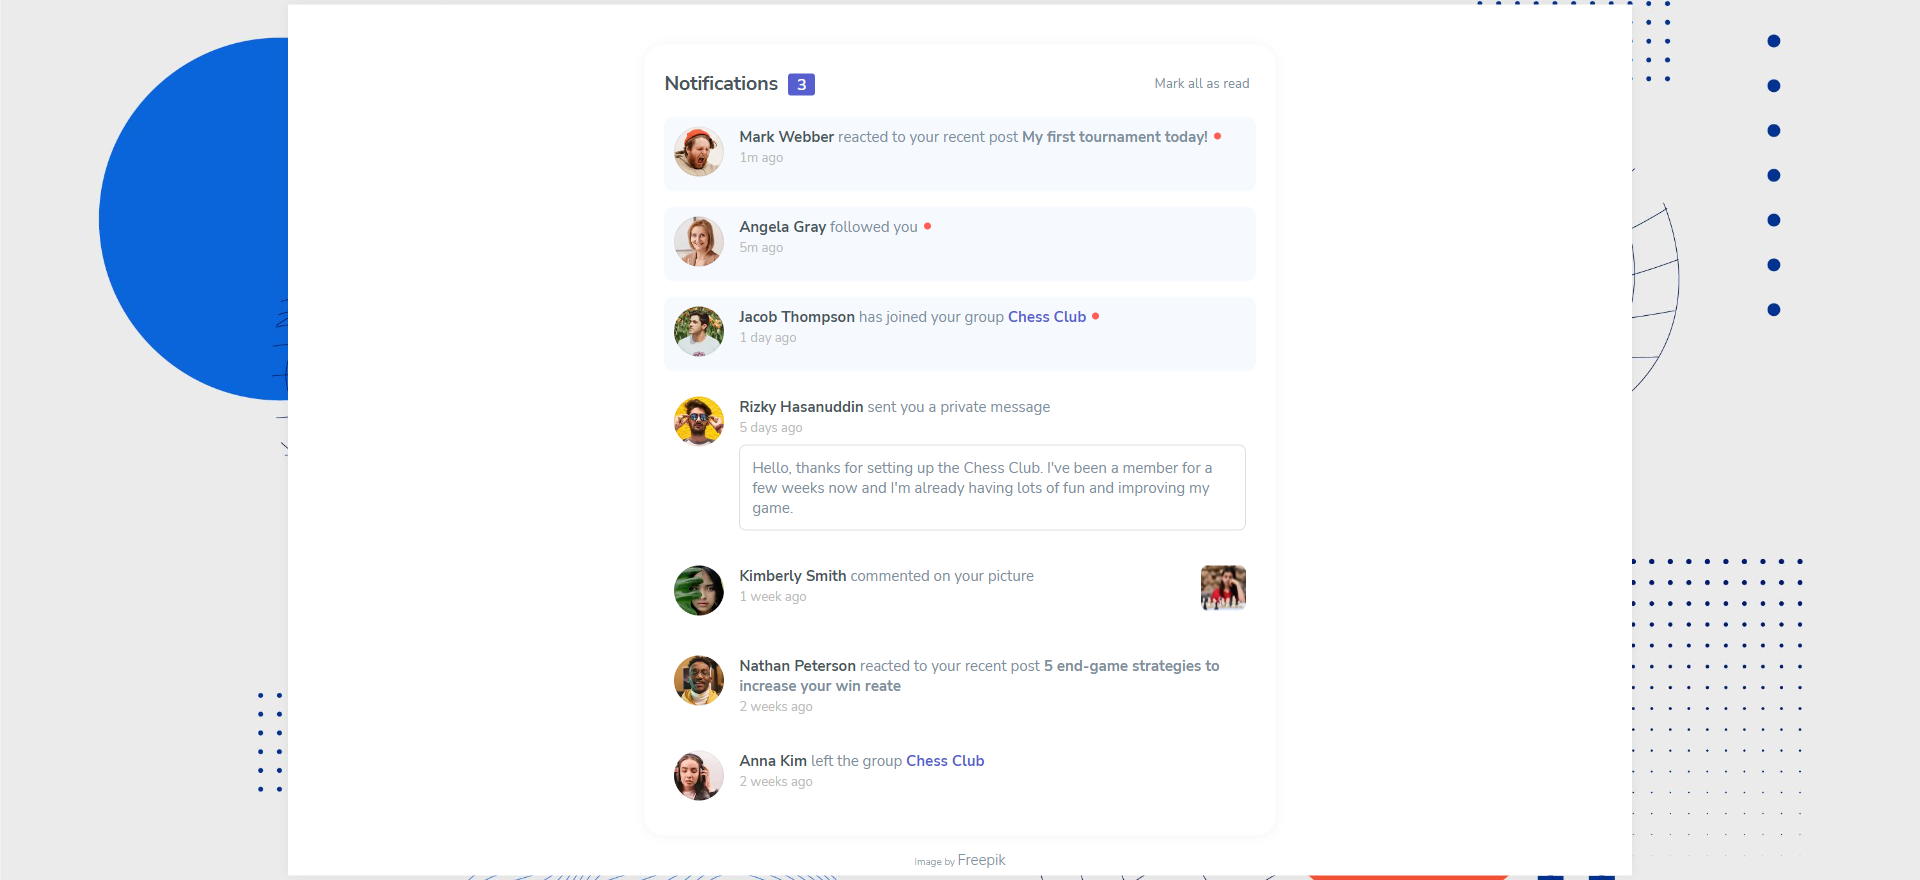 Notifications 3 Mark all as read
Mark Webber reacted to your recent post My first tournament today!
1m ago
Angela Gray followed you
5m ago
Jacob Thompson has joined your group Chess Club
1 day ago
Rizky Hasanuddin sent you a private message
5 days ago
Hello, thanks for setting up the Chess Club. I've been a member for a
few weeks now and I'm already having lots of fun and improving my
game.
Kimberly Smith commented on your picture
1 week ago
Nathan Peterson reacted to your recent post 5 end-game strategies to
increase your win reate
2 weeks ago
Anna Kim left the group Chess Club
2 weeks ago
Image by Freepik